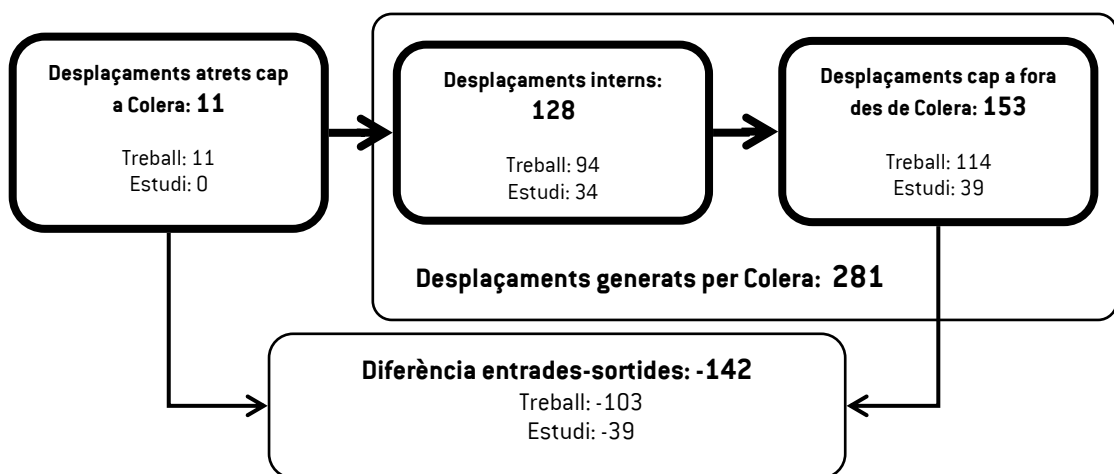 Desplaçaments atrets cap
a Colera: 11
Treball: 11
Estudi: 0
Desplaçaments interns:
128
Treball: 94
Estudi: 34
Desplaçaments cap a fora
des de Colera: 153
Treball: 114
Estudi: 39
Desplaçaments generats per Colera: 281
Diferència entrades-sortides: -142
Treball: -103
Estudi: -39